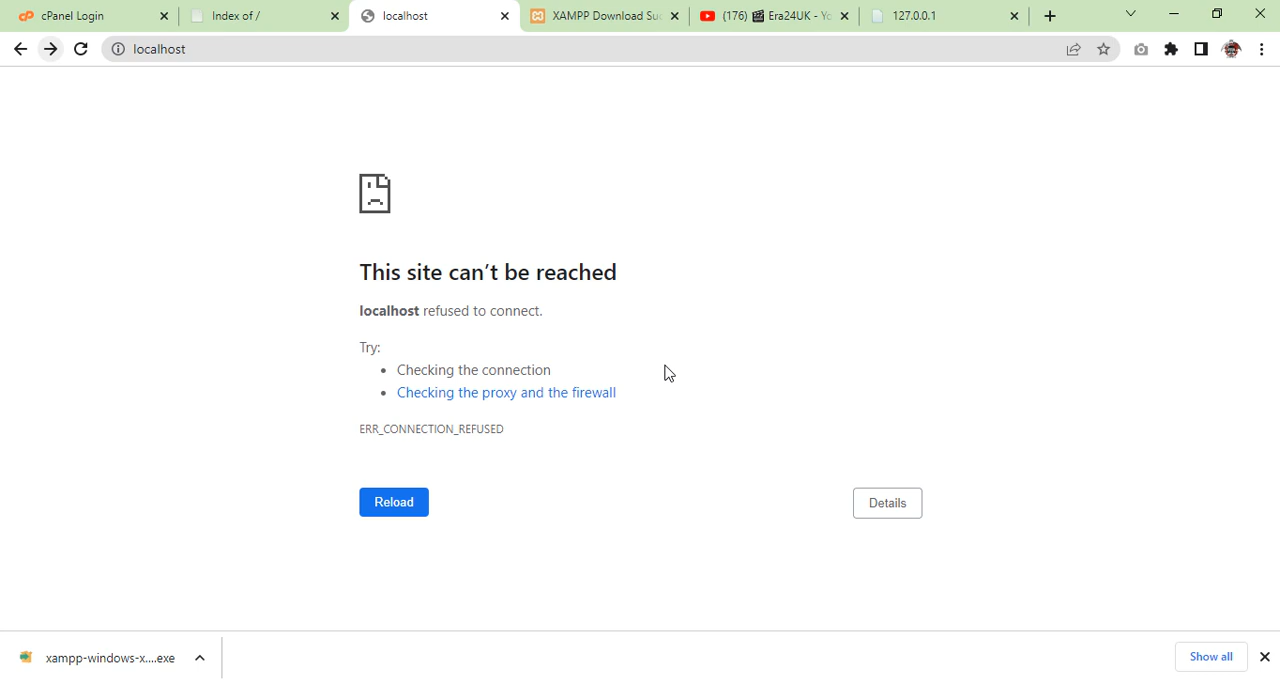 cPanel Login
Index of /
localhost
XAMPP Download Suc
(176) 🎬 Era24UK - Yo
127.0.0.1
localhost
This site can’t be reached
localhost refused to connect.
Try:
• Checking the connection
• Checking the proxy and the firewall
ERR_CONNECTION_REFUSED
Reload
Details
xampp-windows-x....exe
Show all